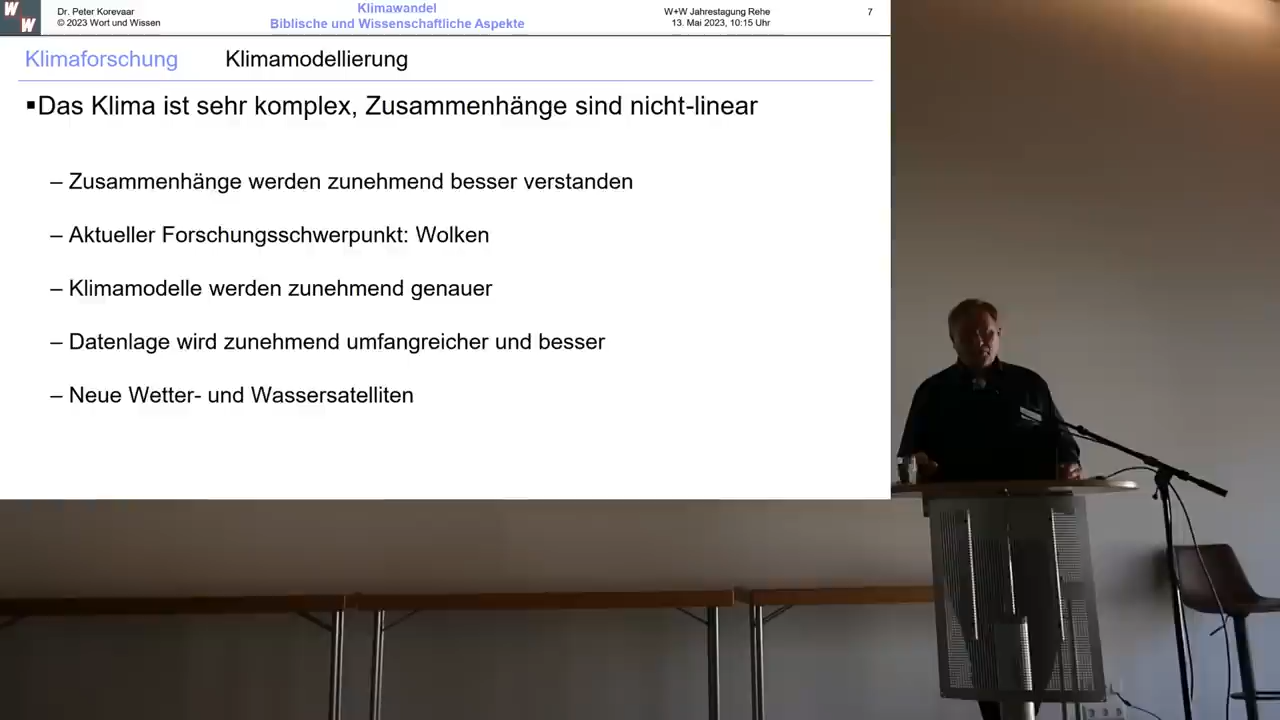 W
W
Dr. Peter Korevaar
© 2023 Wort und Wissen
Klimawandel
Biblische und Wissenschaftliche Aspekte
W+W Jahrestagung Rehe
13. Mai 2023, 10:15 Uhr
7
Klimaforschung Klimamodellierung
▪Das Klima ist sehr komplex, Zusammenhänge sind nicht-linear
– Zusammenhänge werden zunehmend besser verstanden
– Aktueller Forschungsschwerpunkt: Wolken
– Klimamodelle werden zunehmend genauer
– Datenlage wird zunehmend umfangreicher und besser
– Neue Wetter- und Wassersatelliten